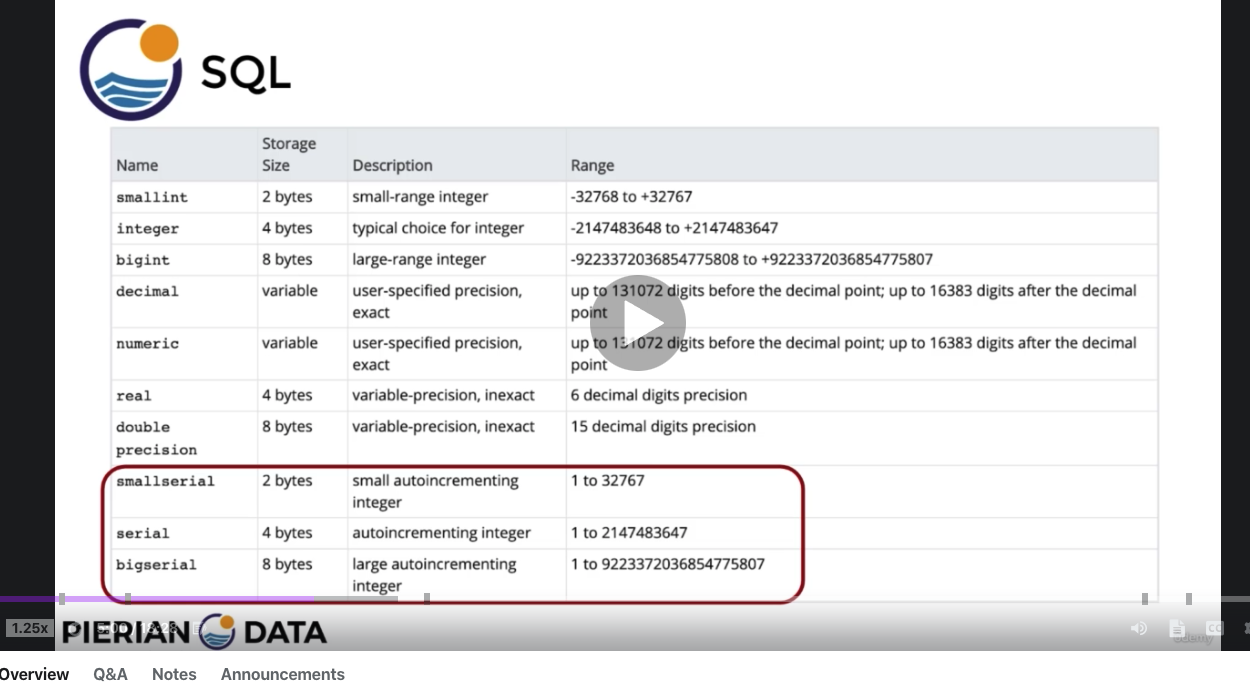 SQL
Name Storage Size Description Range
smallint 2 bytes small-range integer -32768 to +32767
integer 4 bytes typical choice for integer -2147483648 to +2147483647
bigint 8 bytes large-range integer -9223372036854775808 to +9223372036854775807
decimal variable user-specified precision, exact up to 131072 digits before the decimal point; up to 16383 digits after the decimal point
numeric variable user-specified precision, exact up to 131072 digits before the decimal point; up to 16383 digits after the decimal point
real 4 bytes variable-precision, inexact 6 decimal digits precision
double precision 8 bytes variable-precision, inexact 15 decimal digits precision
smallserial 2 bytes small autoincrementing integer 1 to 32767
serial 4 bytes autoincrementing integer 1 to 2147483647
bigserial 8 bytes large autoincrementing integer 1 to 9223372036854775807
1.25x
PIERIAN DATA
CC
udemy
Overview Q&A Notes Announcements